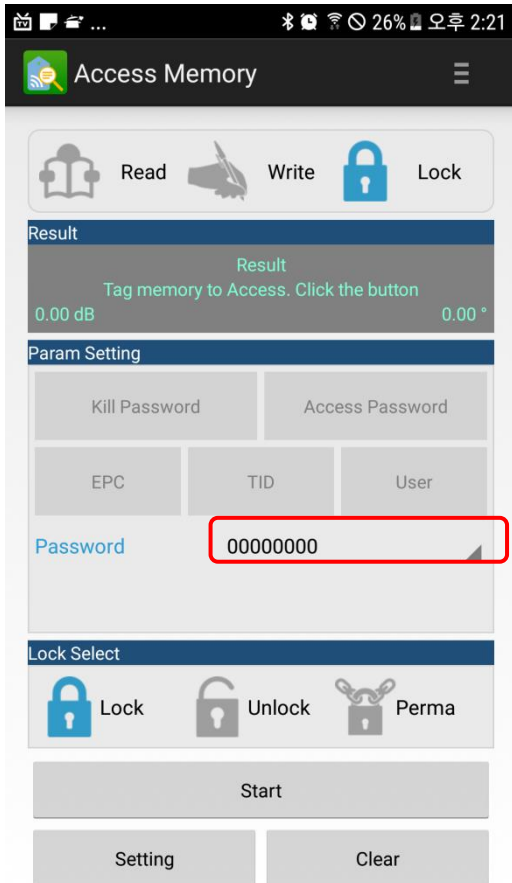 ... 26% 오후 2:21
Access Memory
Read Write Lock
Result
Result
Tag memory to Access. Click the button
0.00 dB 0.00 °
Param Setting
Kill Password Access Password
EPC TID User
Password 00000000
Lock Select
Lock Unlock Perma
Start
Setting Clear